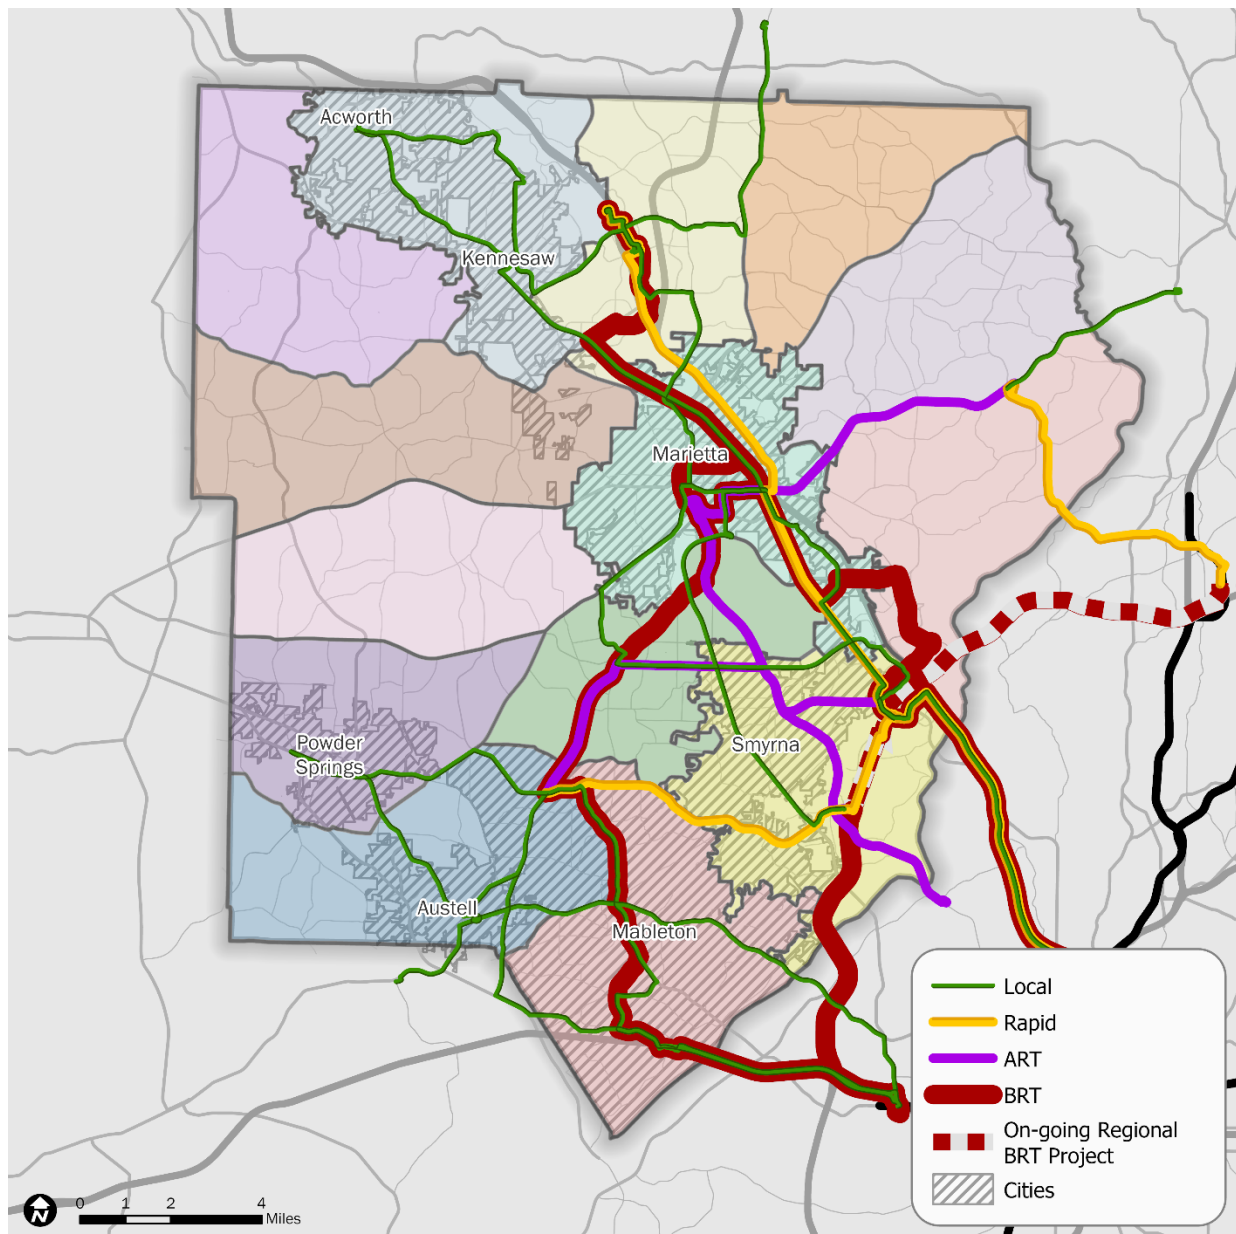 Acworth
Kennesaw
Marietta
Powder
Springs
Smyrna
Austell
Mableton
Local
Rapid
ART
BRT
On-going Regional
BRT Project
Cities
N
0 1 2 4
Miles